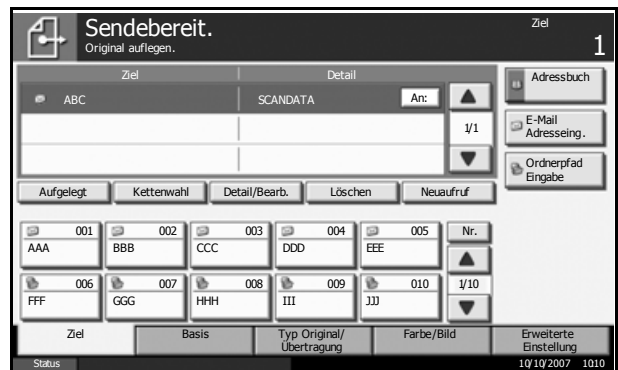 Sendebereit.
Original auflegen.
Ziel
1
Ziel
Detail
ABC
SCANDATA
An:
1/1
Adressbuch
E-Mail
Adresseing.
Ordnerpfad
Eingabe
Aufgelegt
Kettenwahl
Detail/Bearb.
Löschen
Neuaufruf
001
AAA
002
BBB
003
CCC
004
DDD
005
EEE
Nr.
006
FFF
007
GGG
008
HHH
009
III
010
JJJ
1/10
Ziel
Basis
Typ Original/
Übertragung
Farbe/Bild
Erweiterte
Einstellung
Status
10/10/2007 1010